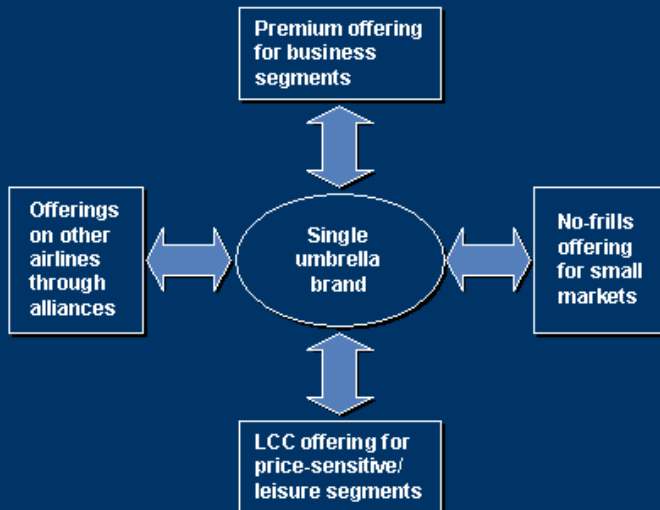 Premium offering
for business
segments
Offerings
on other
airlines
through
alliances
Single
umbrella
brand
No-frills
offering
for small
markets
LCC offering for
price-sensitive/
leisure segments